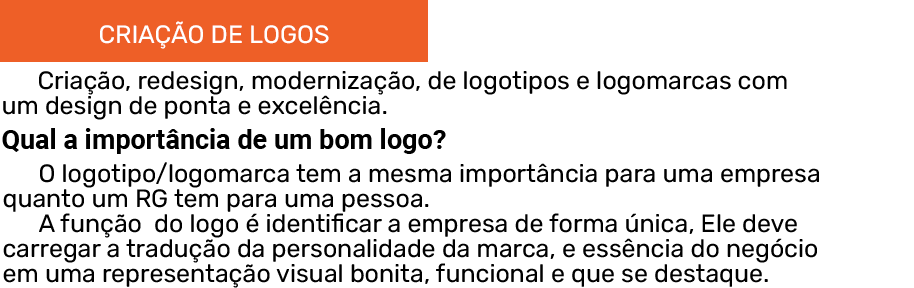 CRIAÇÃO DE LOGOS
Criação, redesign, modernização, de logotipos e logomarcas com
um design de ponta e excelência.
Qual a importância de um bom logo?
O logotipo/logomarca tem a mesma importância para uma empresa
quanto um RG tem para uma pessoa.
A função  do logo é identificar a empresa de forma única, Ele deve
carregar a tradução da personalidade da marca, e essência do negócio
em uma representação visual bonita, funcional e que se destaque.